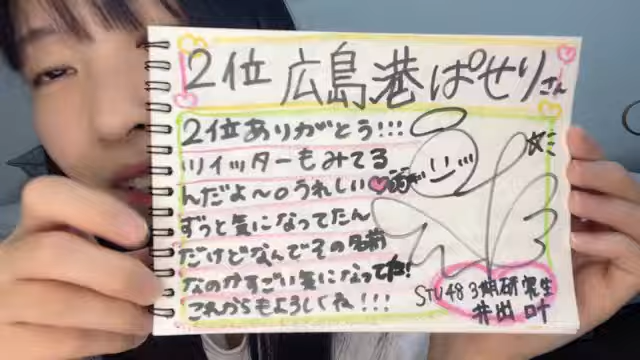 2位 広島巷ぱせりさん
2位ありがとう!!!
ツイッターもみてる
んだよ〜。うれしい
ずっと気になってたん
だけどなんでその名前
なのかすごい気になってた!
これからもよろしくね!!!
STU48 3期研究生
井出 叶